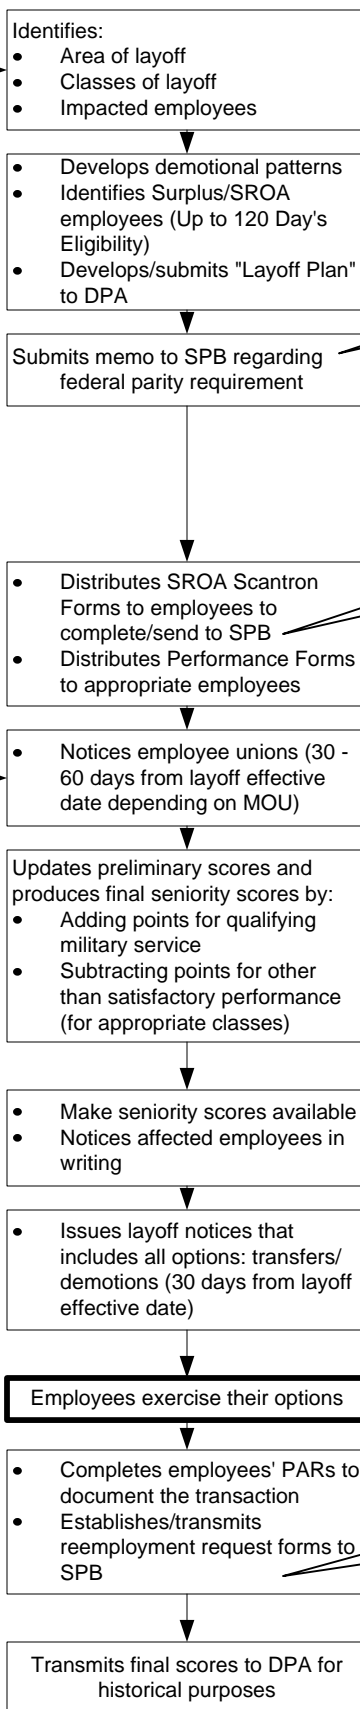 Identifies:
• Area of layoff
• Classes of layoff
• Impacted employees
• Develops demotional patterns
• Identifies Surplus/SROA
employees (Up to 120 Day's
Eligibility)
• Develops/submits "Layoff Plan"
to DPA
Submits memo to SPB regarding
federal parity requirement
• Distributes SROA Scantron
Forms to employees to
complete/send to SPB
• Distributes Performance Forms
to appropriate employees
• Notices employee unions (30 -
60 days from layoff effective
date depending on MOU)
Updates preliminary scores and
produces final seniority scores by:
• Adding points for qualifying
military service
• Subtracting points for other
than satisfactory performance
(for appropriate classes)
• Make seniority scores available
• Notices affected employees in
writing
• Issues layoff notices that
includes all options: transfers/
demotions (30 days from layoff
effective date)
Employees exercise their options
• Completes employees' PARs to
document the transaction
• Establishes/transmits
reemployment request forms to
SPB
Transmits final scores to DPA for
historical purposes